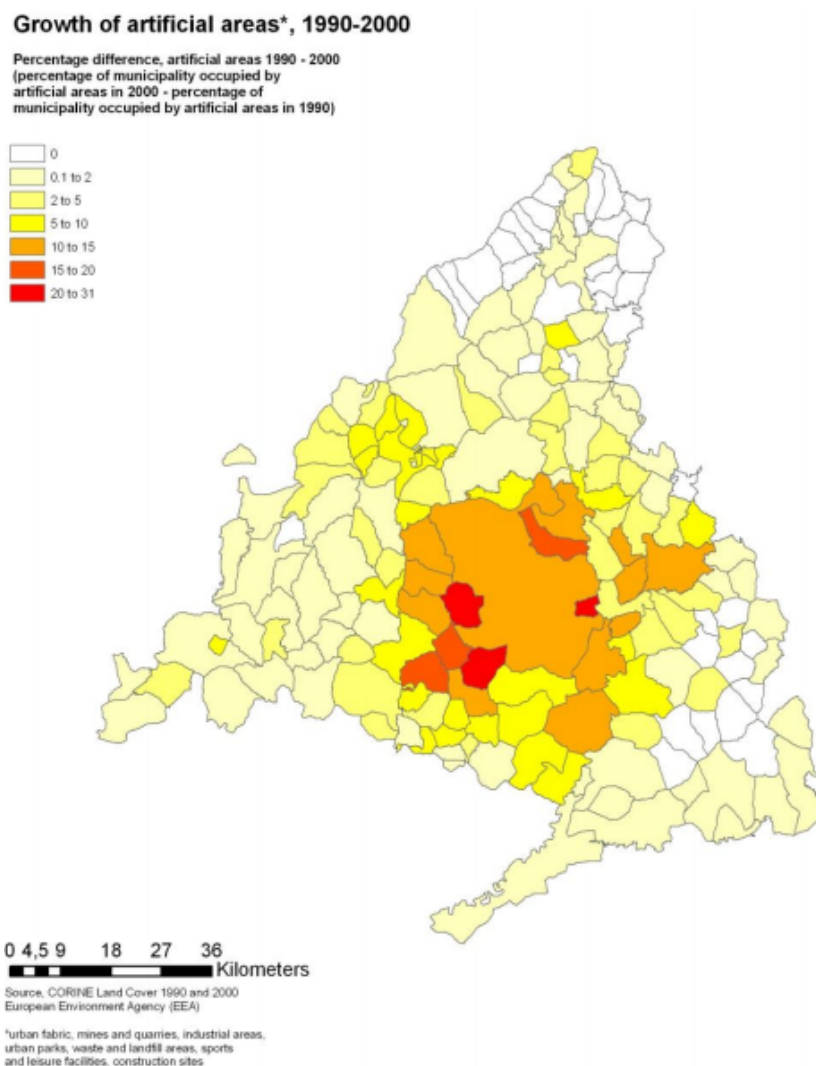 Growth of artificial areas*, 1990-2000
Percentage difference, artificial areas 1990 - 2000
(percentage of municipality occupied by
artificial areas in 2000 - percentage of
municipality occupied by artificial areas in 1990)
0
0.1 to 2
2 to 5
5 to 10
10 to 15
15 to 20
20 to 31
0 4,5 9 18 27 36
Kilometers
Source, CORINE Land Cover 1990 and 2000
European Environment Agency (EEA)
*urban fabric, mines and quarries, industrial areas,
urban parks, waste and landfill areas, sports
and leisure facilities, construction sites